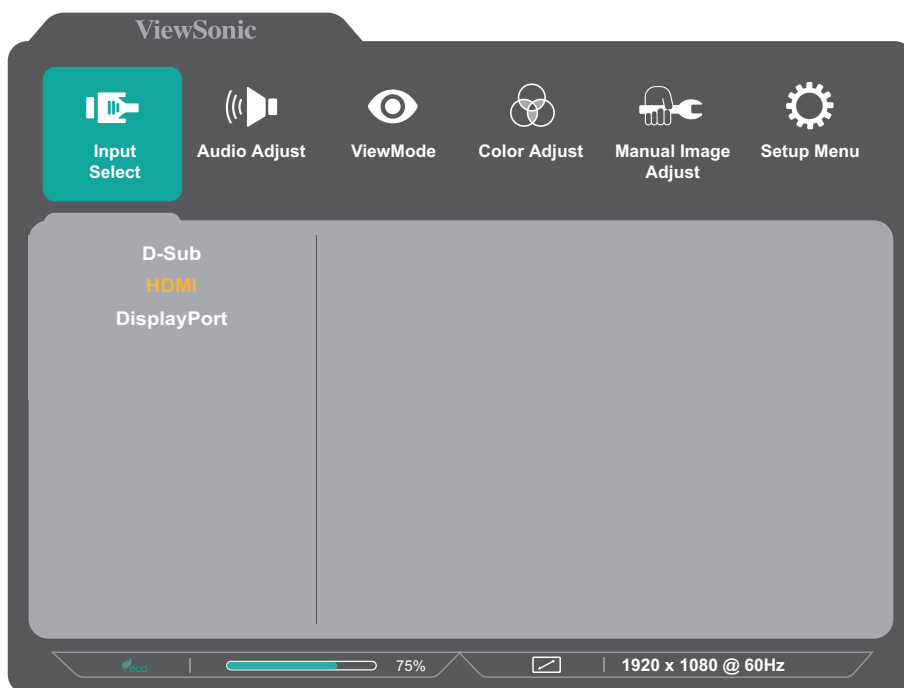 ViewSonic
Input
Select
Audio Adjust
ViewMode
Color Adjust
Manual Image
Adjust
Setup Menu
D-Sub
HDMI
DisplayPort
eco
75%
1920 x 1080 @ 60Hz